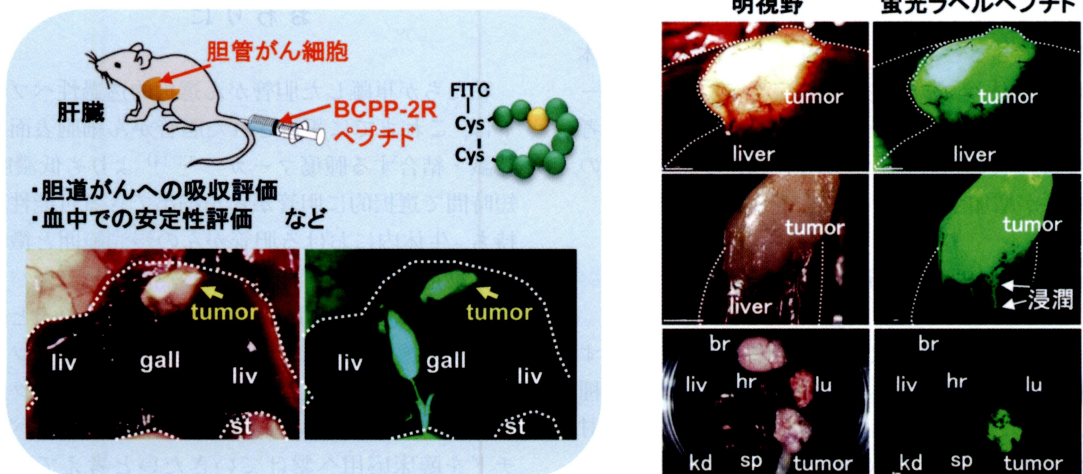 胆管がん細胞
肝臓
BCPP-2R
ペプチド
FITC
Cys
Cys
・胆道がんへの吸収評価
・血中での安定性評価　など
tumor
liv
gall
liv
st
tumor
liv
gall
liv
st
明視野
蛍光ラベルペプチド
tumor
liver
tumor
liver
tumor
liver
tumor
浸潤
br
liv
hr
lu
kd
sp
tumor
br
liv
hr
lu
kd
sp
tumor